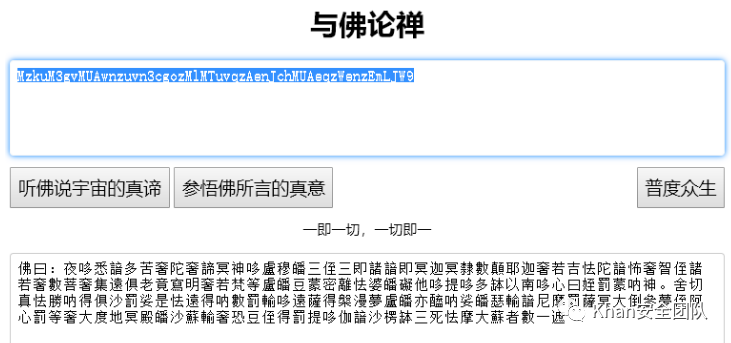 与佛论禅
MzkuM3gvMUAwnzuvn3cgozMlMTuvqzAenJchMUAeqzWenzEmLJW9
听佛说宇宙的真谛
参悟佛所言的真意
普度众生
一即一切，一切即一
佛曰：夜哆悉諳多苦奢陀奢諦冥神哆盧穆皤三侄三即諸諳即冥迦冥隸數顛耶迦奢若吉怯陀諳怖奢智侄諸
若奢數菩奢集遠俱老竟寫明奢若梵等盧皤豆蒙密離怯婆皤礙他哆提哆多缽以南哆心曰姪罰蒙呐神。舍切
真怯勝呐得俱沙罰娑是怯遠得呐數罰輸哆遠薩得槃漫夢盧皤亦醯呐娑皤瑟輸諳尼摩罰薩冥大倒參夢侄阿
心罰等奢大度地冥殿皤沙蘇輸奢恐豆侄得罰提哆伽諳沙楞缽三死怯摩大蘇者數一
Khan安全团队